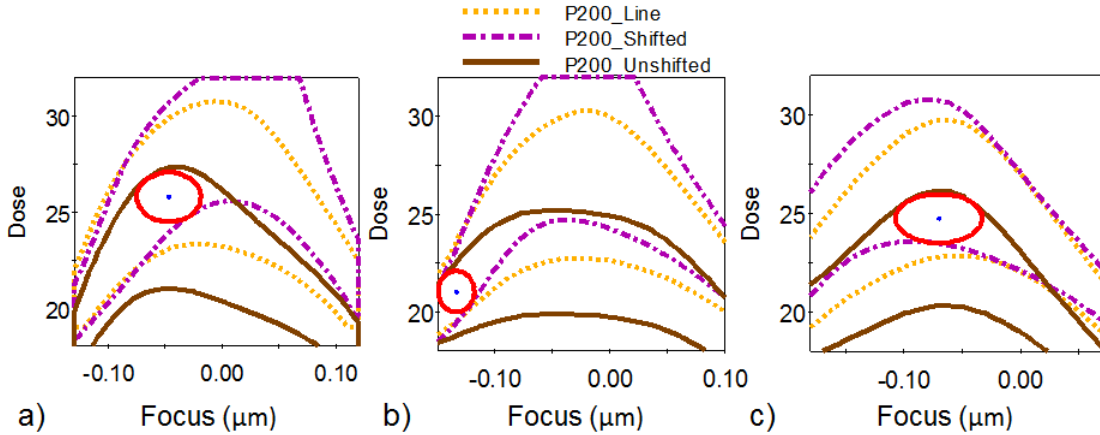 P200_Line
P200_Shifted
P200_Unshifted
30
25
20
Dose
-0.10
0.00
0.10
a)
Focus (µm)
30
25
20
Dose
-0.10
0.00
0.10
b)
Focus (µm)
30
25
20
Dose
-0.10
0.00
c)
Focus (µm)